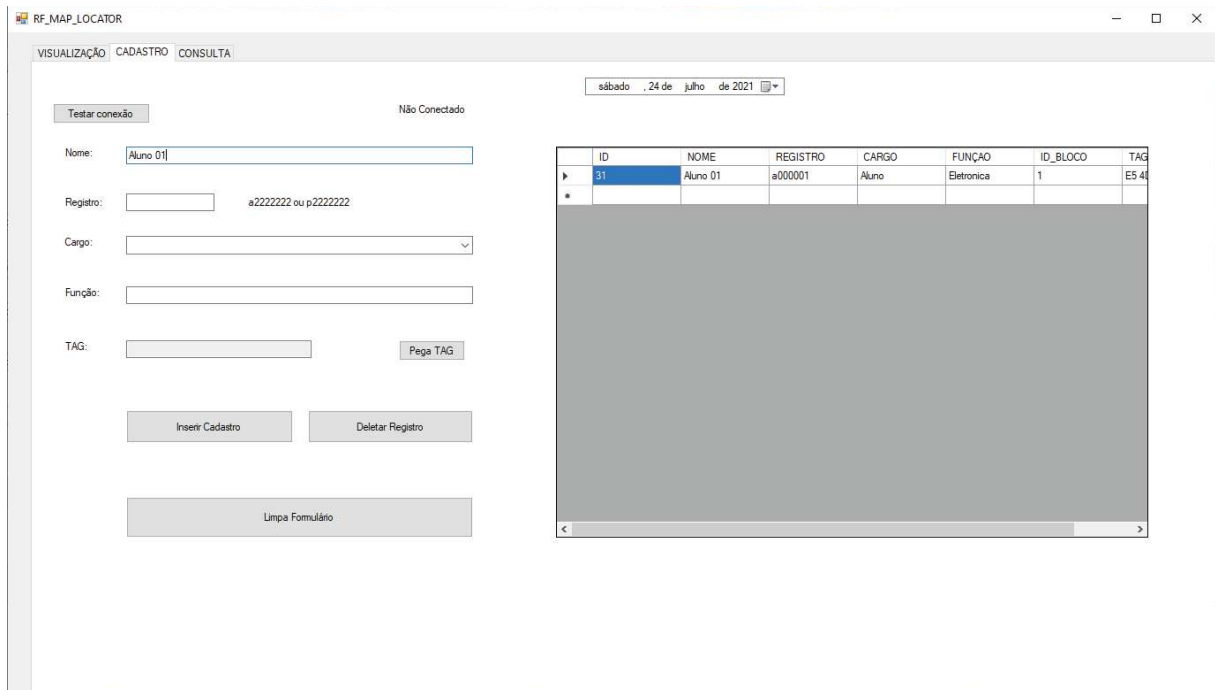 RF_MAP_LOCATOR
VISUALIZAÇÃO CADASTRO CONSULTA
sábado , 24 de julho de 2021
Testar conexão
Não Conectado
Nome: Aluno 01
Registro: a2222222 ou p2222222
Cargo:
Função:
TAG: Pega TAG
Inserir Cadastro Deletar Registro
Limpa Formulário
ID NOME REGISTRO CARGO FUNÇAO ID_BLOCO TAG
31 Aluno 01 a000001 Aluno Eletronica 1 E5